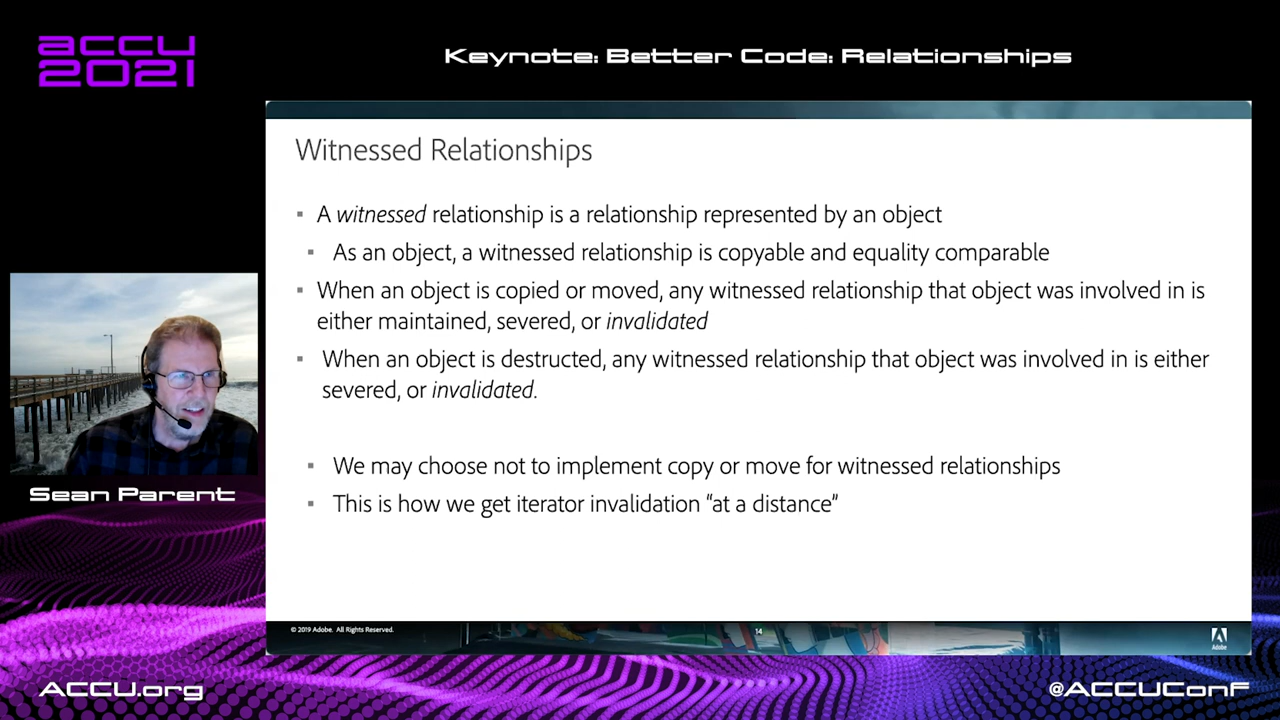 accu
2021
Keynote: Better Code: Relationships
Witnessed Relationships
▪ A witnessed relationship is a relationship represented by an object
▪ As an object, a witnessed relationship is copyable and equality comparable
▪ When an object is copied or moved, any witnessed relationship that object was involved in is
either maintained, severed, or invalidated
▪ When an object is destructed, any witnessed relationship that object was involved in is either
severed, or invalidated.
▪ We may choose not to implement copy or move for witnessed relationships
▪ This is how we get iterator invalidation “at a distance”
Sean Parent
© 2019 Adobe. All Rights Reserved.
14
Adobe
ACCU.org
@ACCUConf